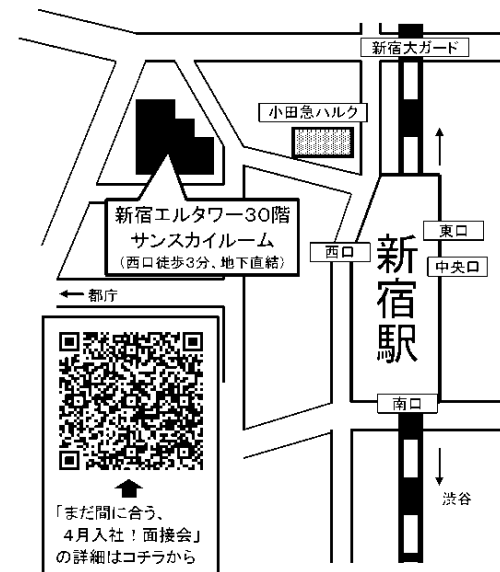 新宿大ガード
小田急ハルク
新宿エルタワー30階
サンスカイルーム
(西口徒歩3分、地下直結)
西口
新宿駅
東口
中央口
←都庁
南口
渋谷
「まだ間に合う、
4月入社!面接会」
の詳細はコチラから